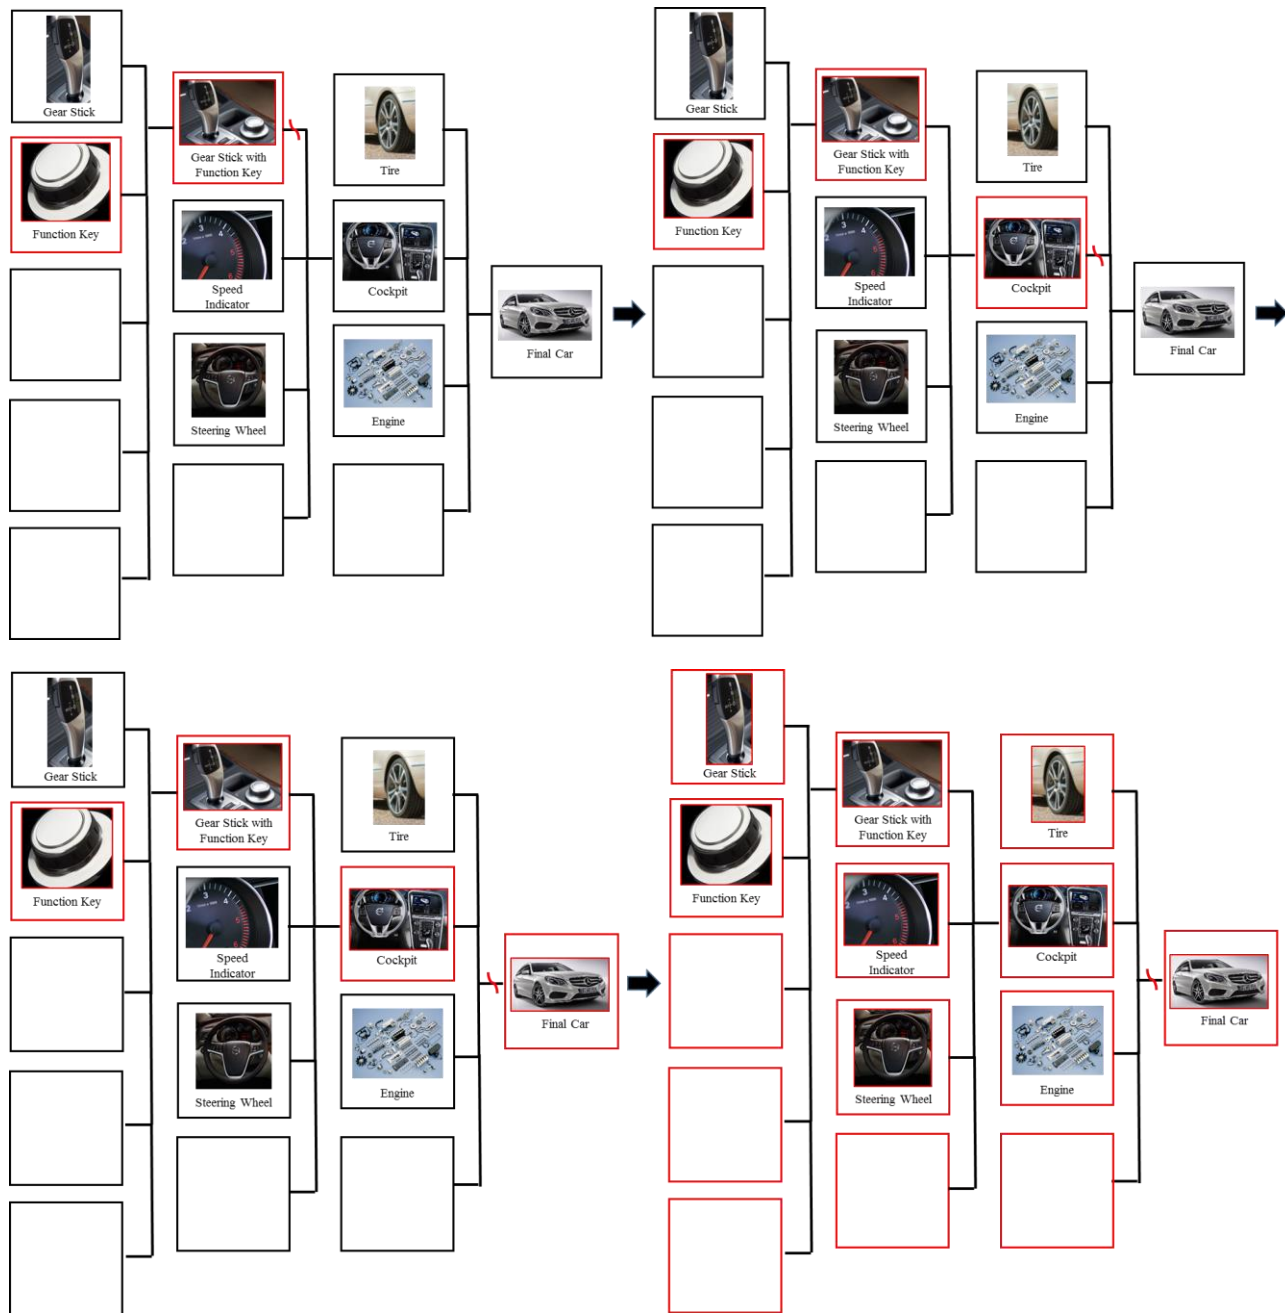 Gear Stick
Function Key
Gear Stick with
Function Key
Speed
Indicator
Steering Wheel
Tire
Cockpit
Engine
Final Car
Gear Stick
Function Key
Gear Stick with
Function Key
Speed
Indicator
Steering Wheel
Tire
Cockpit
Engine
Final Car
Gear Stick
Function Key
Gear Stick with
Function Key
Speed
Indicator
Steering Wheel
Tire
Cockpit
Engine
Final Car
Gear Stick
Function Key
Gear Stick with
Function Key
Speed
Indicator
Steering Wheel
Tire
Cockpit
Engine
Final Car